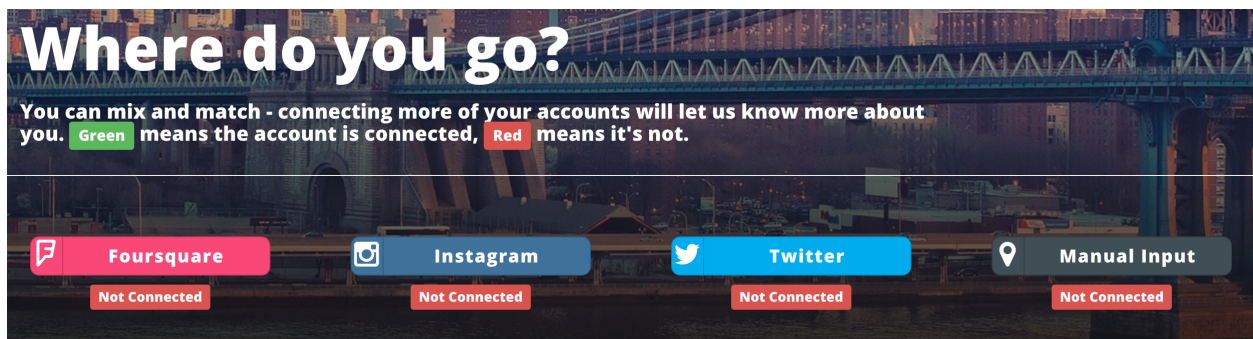 Where do you go?
You can mix and match - connecting more of your accounts will let us know more about
you. Green means the account is connected, Red means it's not.
Foursquare Instagram Twitter Manual Input
Not Connected Not Connected Not Connected Not Connected